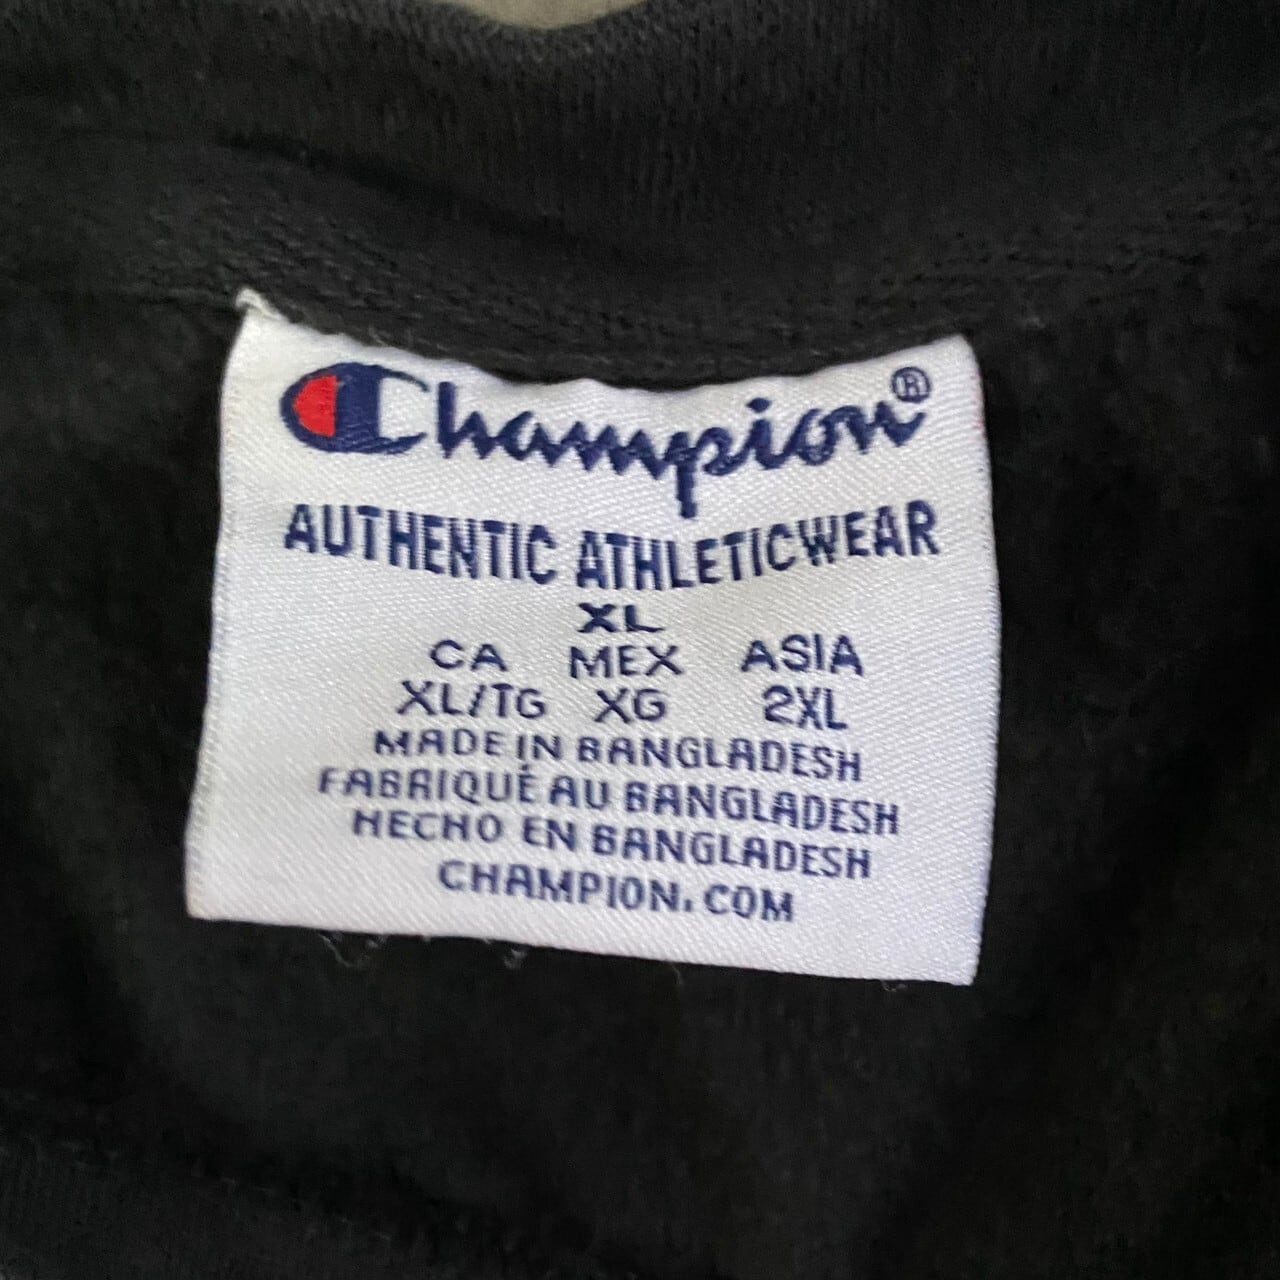 Champion®
AUTHENTIC ATHLETICWEAR
XL
CA MEX ASIA
XL/TG XG 2XL
MADE IN BANGLADESH
FABRIQUÉ AU BANGLADESH
HECHO EN BANGLADESH
CHAMPION.COM